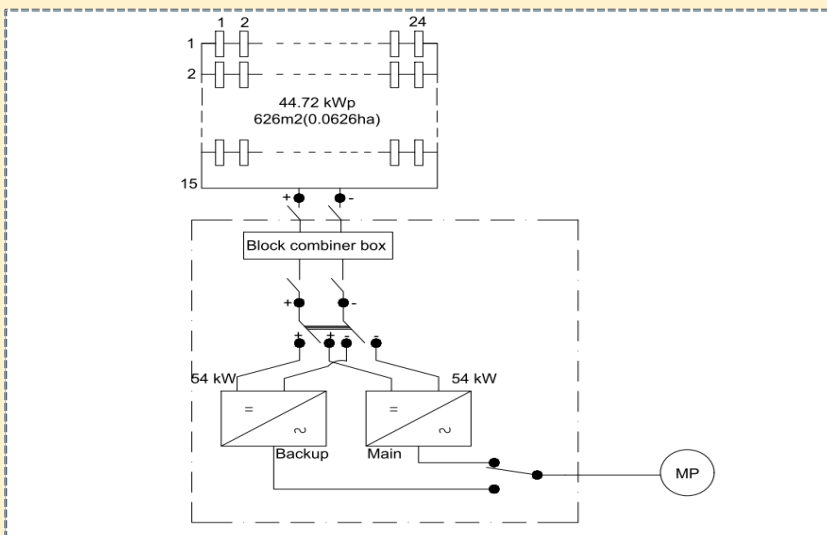 1 2 24
1
2
44.72 kWp
626m2(0.0626ha)
15
+ -
Block combiner box
+ -
+ + - -
54 kW 54 kW
= =
~ ~
Backup Main
MP